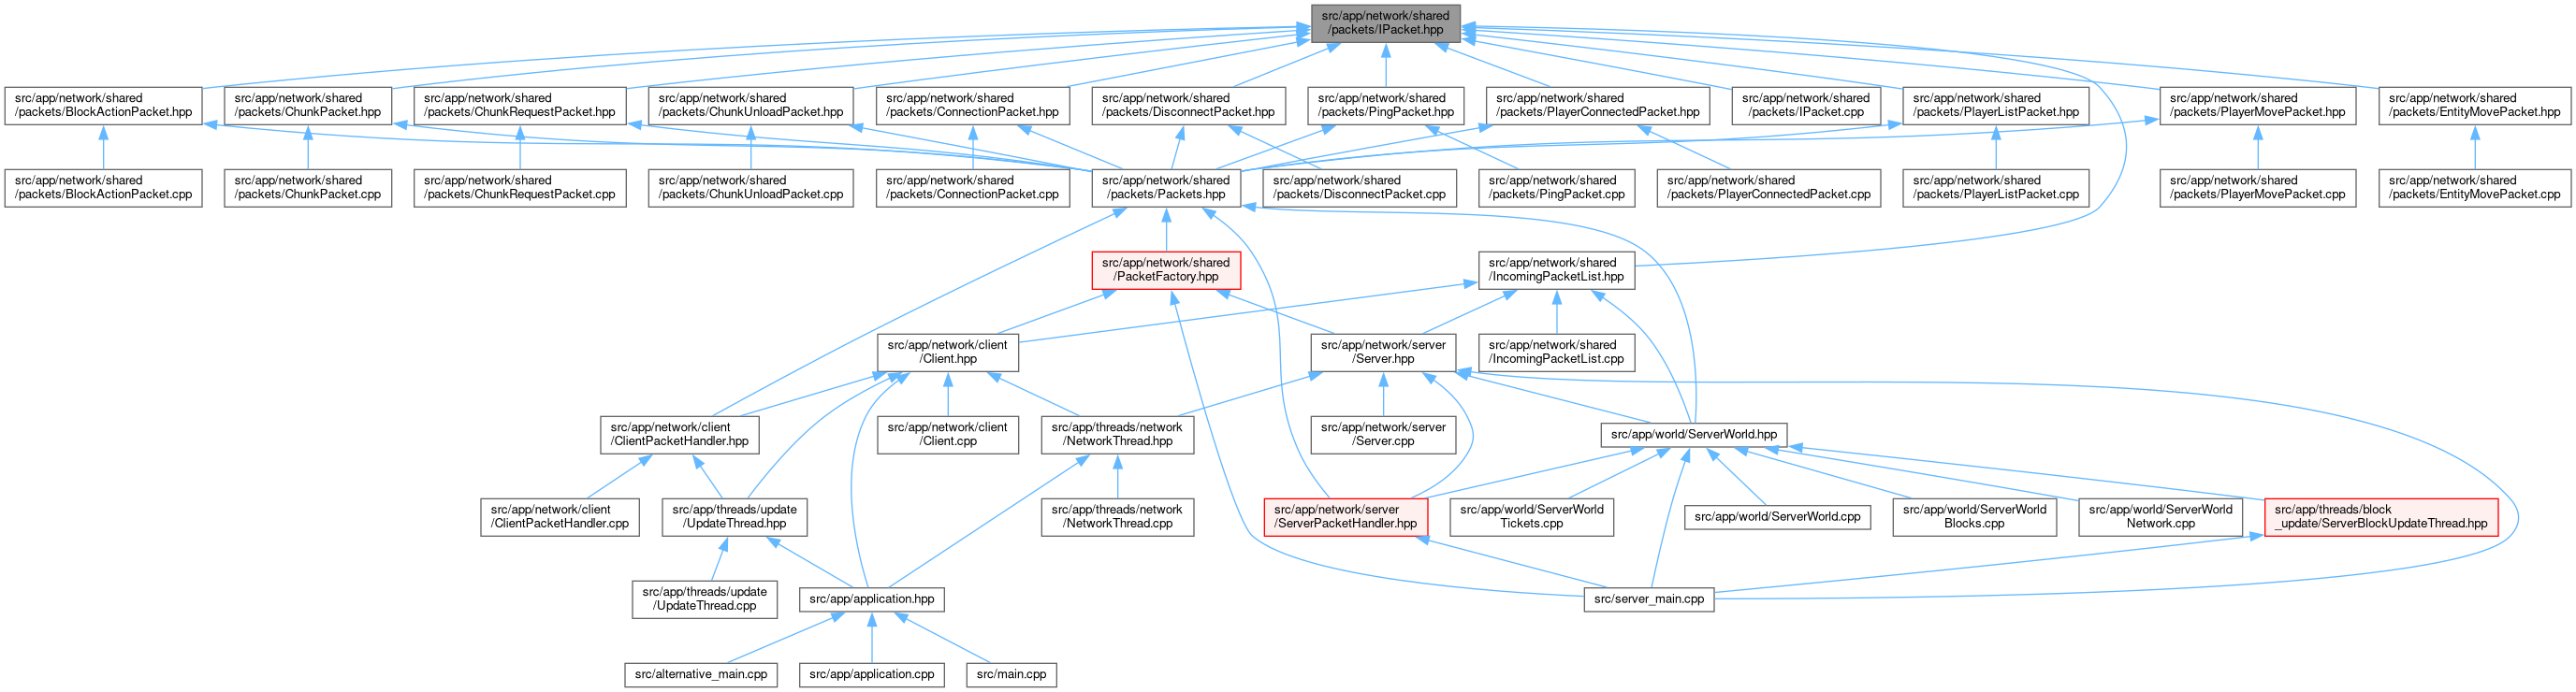 src/app/network/shared
/packets/IPacket.hpp
src/app/network/shared
/packets/BlockActionPacket.hpp
src/app/network/shared
/packets/ChunkPacket.hpp
src/app/network/shared
/packets/ChunkRequestPacket.hpp
src/app/network/shared
/packets/ChunkUnloadPacket.hpp
src/app/network/shared
/packets/ConnectionPacket.hpp
src/app/network/shared
/packets/DisconnectPacket.hpp
src/app/network/shared
/packets/PingPacket.hpp
src/app/network/shared
/packets/PlayerConnectedPacket.hpp
src/app/network/shared
/packets/IPacket.cpp
src/app/network/shared
/packets/PlayerListPacket.hpp
src/app/network/shared
/packets/PlayerMovePacket.hpp
src/app/network/shared
/packets/EntityMovePacket.hpp
src/app/network/shared
/packets/BlockActionPacket.cpp
src/app/network/shared
/packets/ChunkPacket.cpp
src/app/network/shared
/packets/ChunkRequestPacket.cpp
src/app/network/shared
/packets/ChunkUnloadPacket.cpp
src/app/network/shared
/packets/ConnectionPacket.cpp
src/app/network/shared
/packets/Packets.hpp
src/app/network/shared
/packets/DisconnectPacket.cpp
src/app/network/shared
/packets/PingPacket.cpp
src/app/network/shared
/packets/PlayerConnectedPacket.cpp
src/app/network/shared
/packets/PlayerListPacket.cpp
src/app/network/shared
/packets/PlayerMovePacket.cpp
src/app/network/shared
/packets/EntityMovePacket.cpp
src/app/network/shared
/PacketFactory.hpp
src/app/network/shared
/IncomingPacketList.hpp
src/app/network/client
/Client.hpp
src/app/network/server
/Server.hpp
src/app/network/shared
/IncomingPacketList.cpp
src/app/network/client
/ClientPacketHandler.hpp
src/app/network/client
/Client.cpp
src/app/threads/network
/NetworkThread.hpp
src/app/network/server
/Server.cpp
src/app/world/ServerWorld.hpp
src/app/network/client
/ClientPacketHandler.cpp
src/app/threads/update
/UpdateThread.hpp
src/app/threads/network
/NetworkThread.cpp
src/app/network/server
/ServerPacketHandler.hpp
src/app/world/ServerWorld
Tickets.cpp
src/app/world/ServerWorld.cpp
src/app/world/ServerWorld
Blocks.cpp
src/app/world/ServerWorld
Network.cpp
src/app/threads/block
_update/ServerBlockUpdateThread.hpp
src/app/threads/update
/UpdateThread.cpp
src/app/application.hpp
src/server_main.cpp
src/alternative_main.cpp
src/app/application.cpp
src/main.cpp